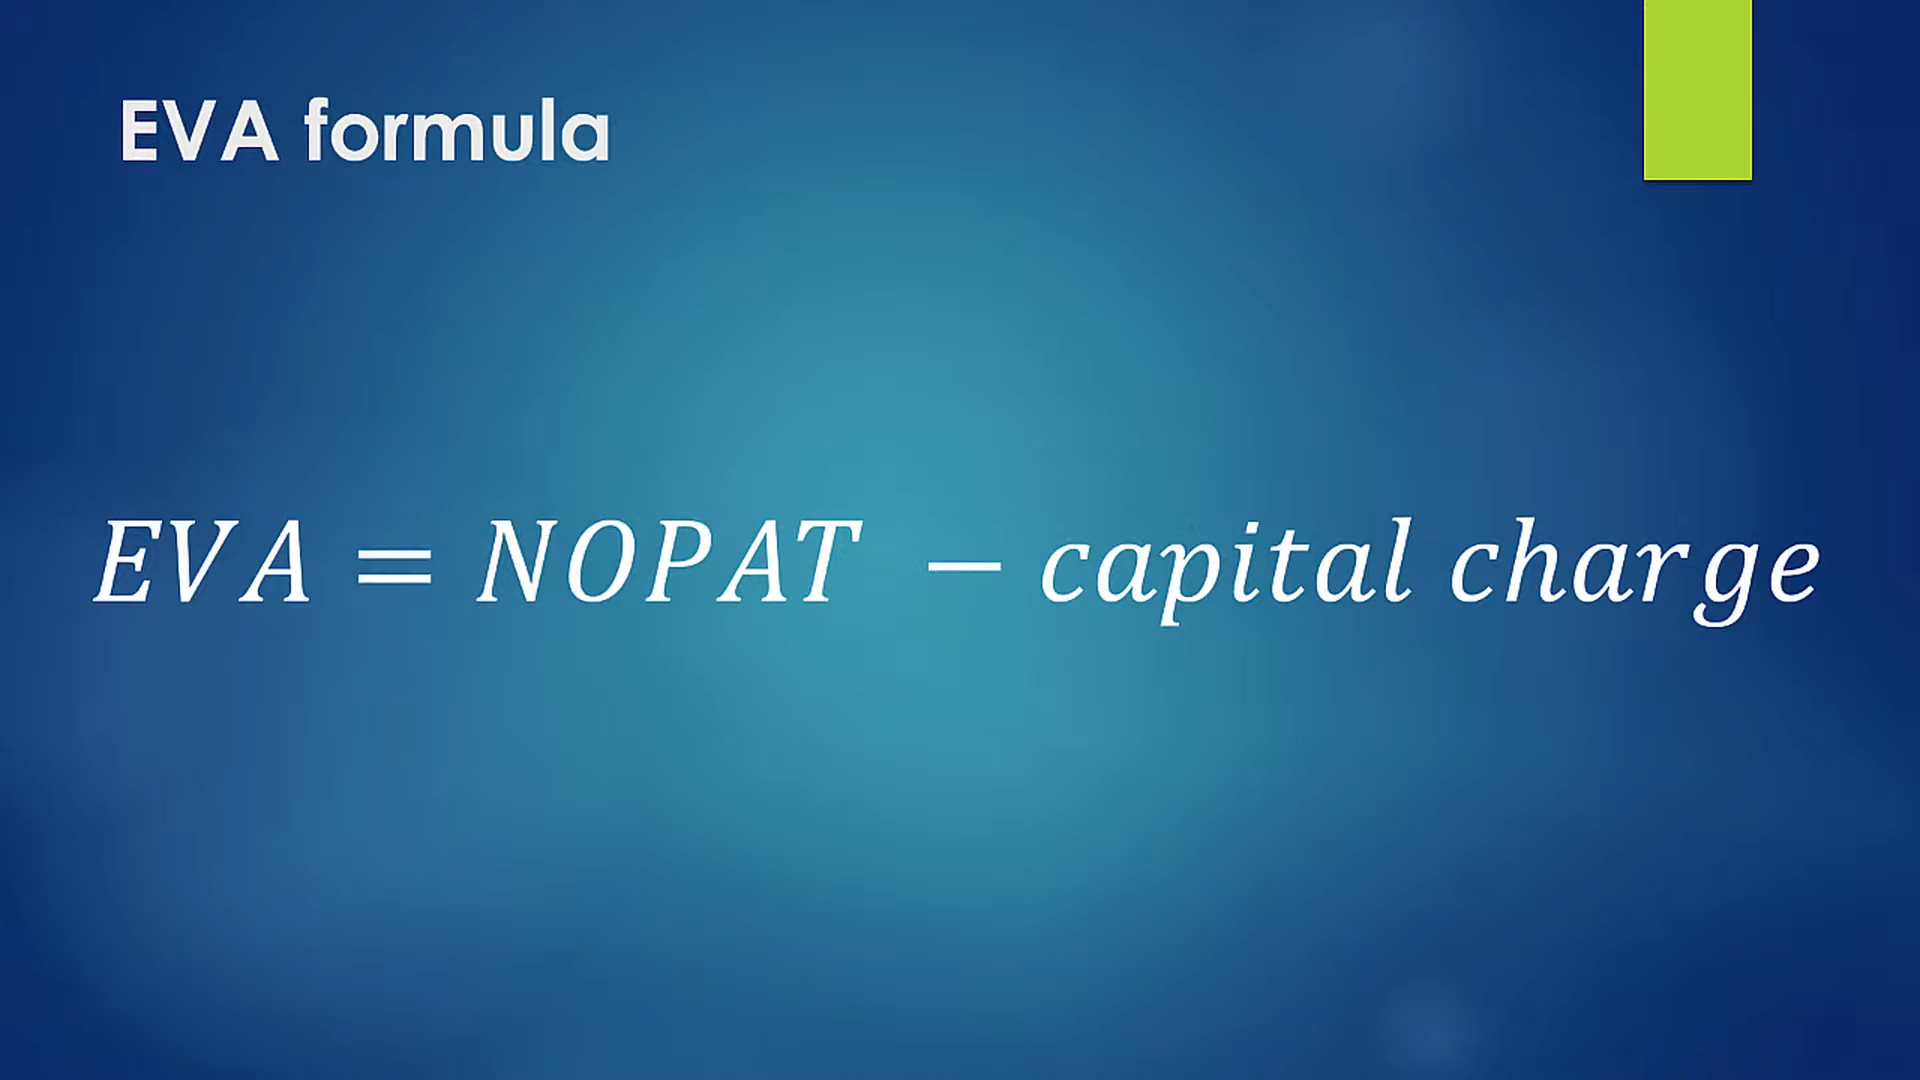 EVA formula
EVA = NOPAT − capital charge